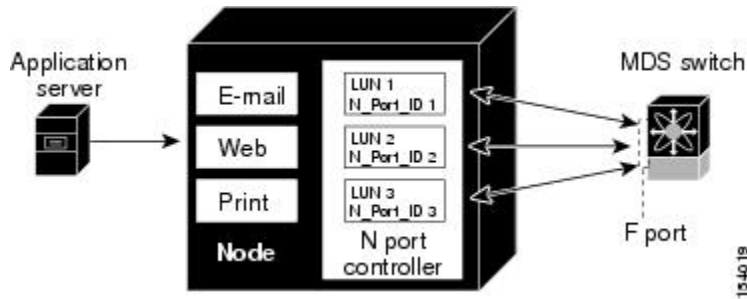 Application
server
E-mail
Web
Print
Node
LUN 1
N_Port_ID 1
LUN 2
N_Port_ID 2
LUN 3
N_Port_ID 3
N port
controller
MDS switch
F port
154019